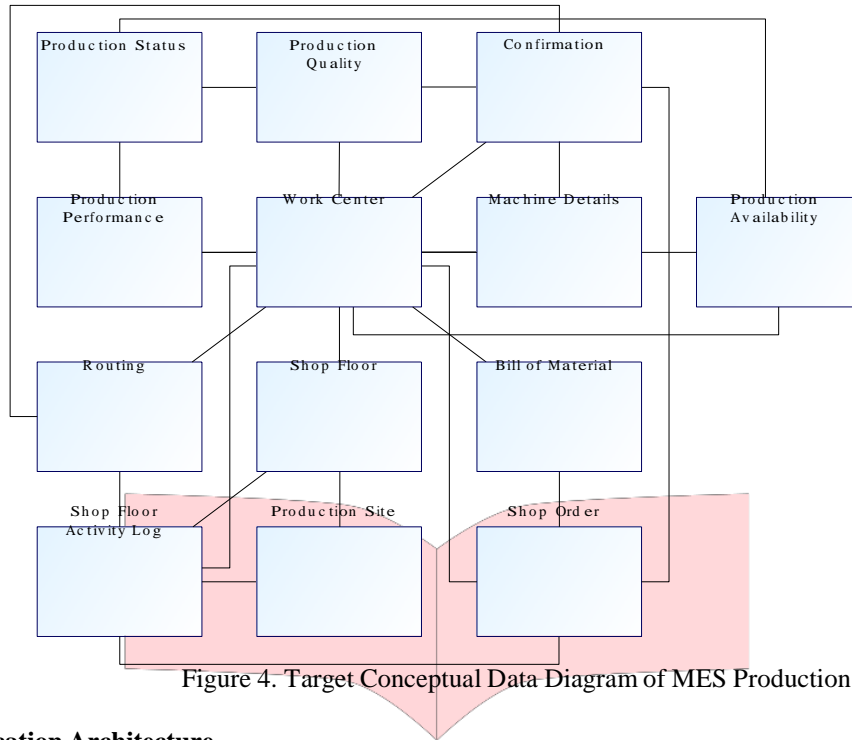 Production Status
Production
Quality
Confirmation
Production
Performance
Work Center
Machine Details
Production
Availability
Routing
Shop Floor
Bill of Material
Shop Floor
Activity Log
Production Site
Shop Order
Figure 4. Target Conceptual Data Diagram of MES Production
Architecture